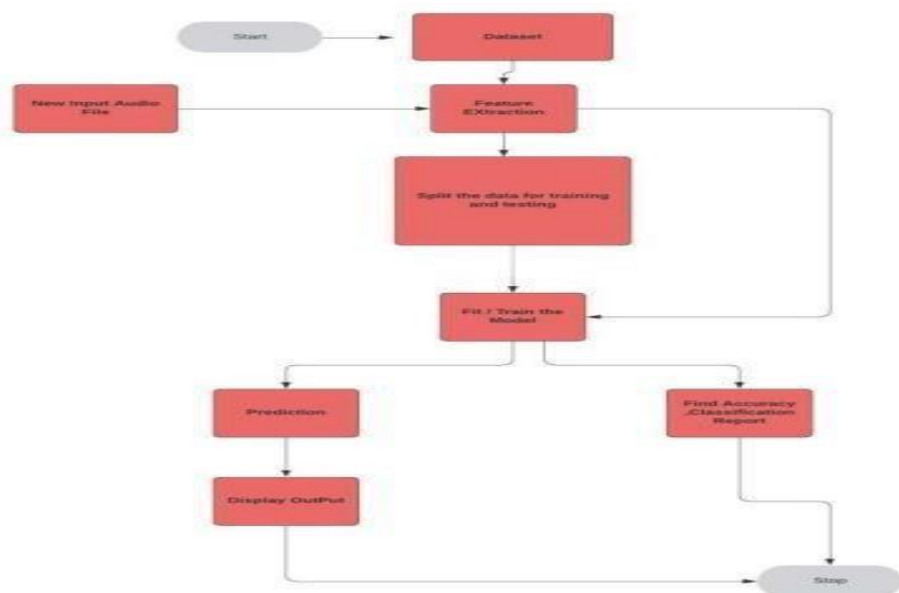 Start
Dataset
New Input Audio
File
Feature
EXtraction
Split the data for training
and testing
Fit / Train the
Model
Prediction
Find Accuracy
/Classification
Report
Display OutPut
Stop